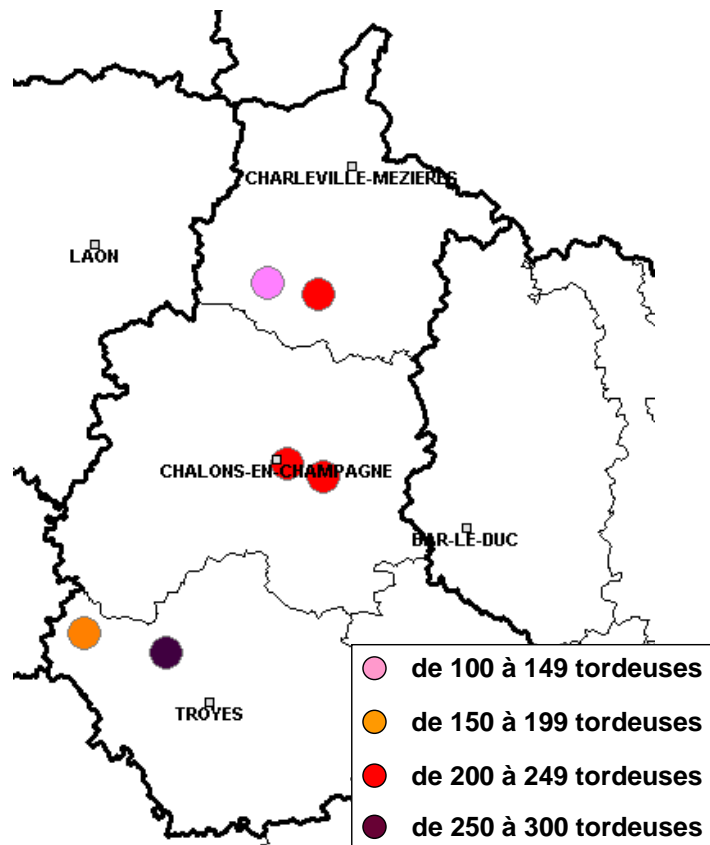 CHARLEVILLE-MEZIERES
LAON
CHALONS-EN-CHAMPAGNE
BAR-LE-DUC
TROYES
de 100 à 149 tordeuses
de 150 à 199 tordeuses
de 200 à 249 tordeuses
de 250 à 300 tordeuses